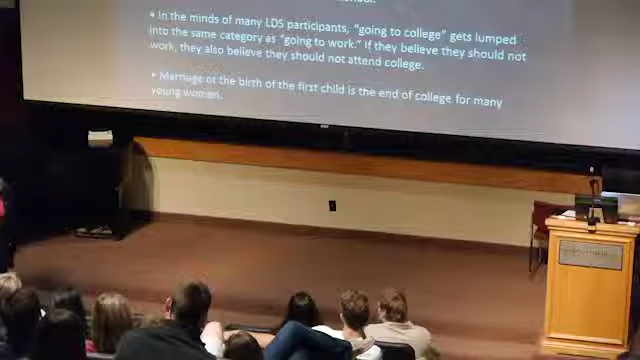 • In the minds of many LDS participants, "going to college" gets lumped
into the same category as "going to work." If they believe they should not
work, they also believe they should not attend college.
• Marriage or the birth of the first child is the end of college for many
young women.